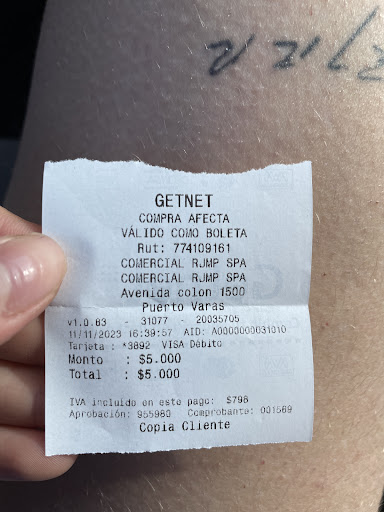 GETNET
COMPRA AFECTA
VÁLIDO COMO BOLETA
Rut: 774109161
COMERCIAL RJMP SPA
COMERCIAL RJMP SPA
Avenida colon 1500
Puerto Varas
v1.0.63 - 31077 - 20035705
11/11/2023 16:39:57 AID: A0000000031010
Tarjeta : *3892 VISA Débito
Monto : $5.000
Total : $5.000
IVA incluido en este pago: $798
Aprobación: 955980 Comprobante: 001569
Copia Cliente